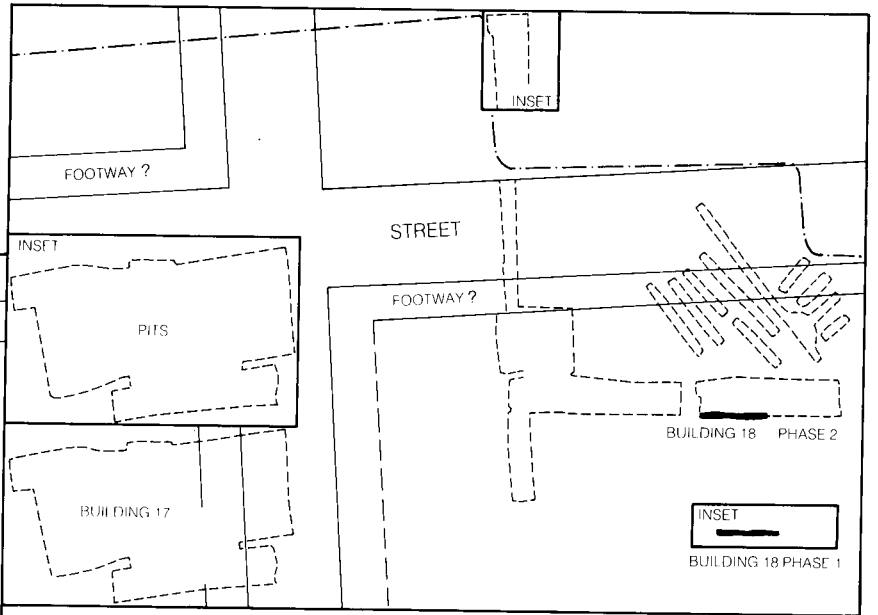 INSET
FOOTWAY ?
STREET
INSET
FOOTWAY ?
PITS
BUILDING 18 PHASE 2
BUILDING 17
INSET
BUILDING 18 PHASE 1